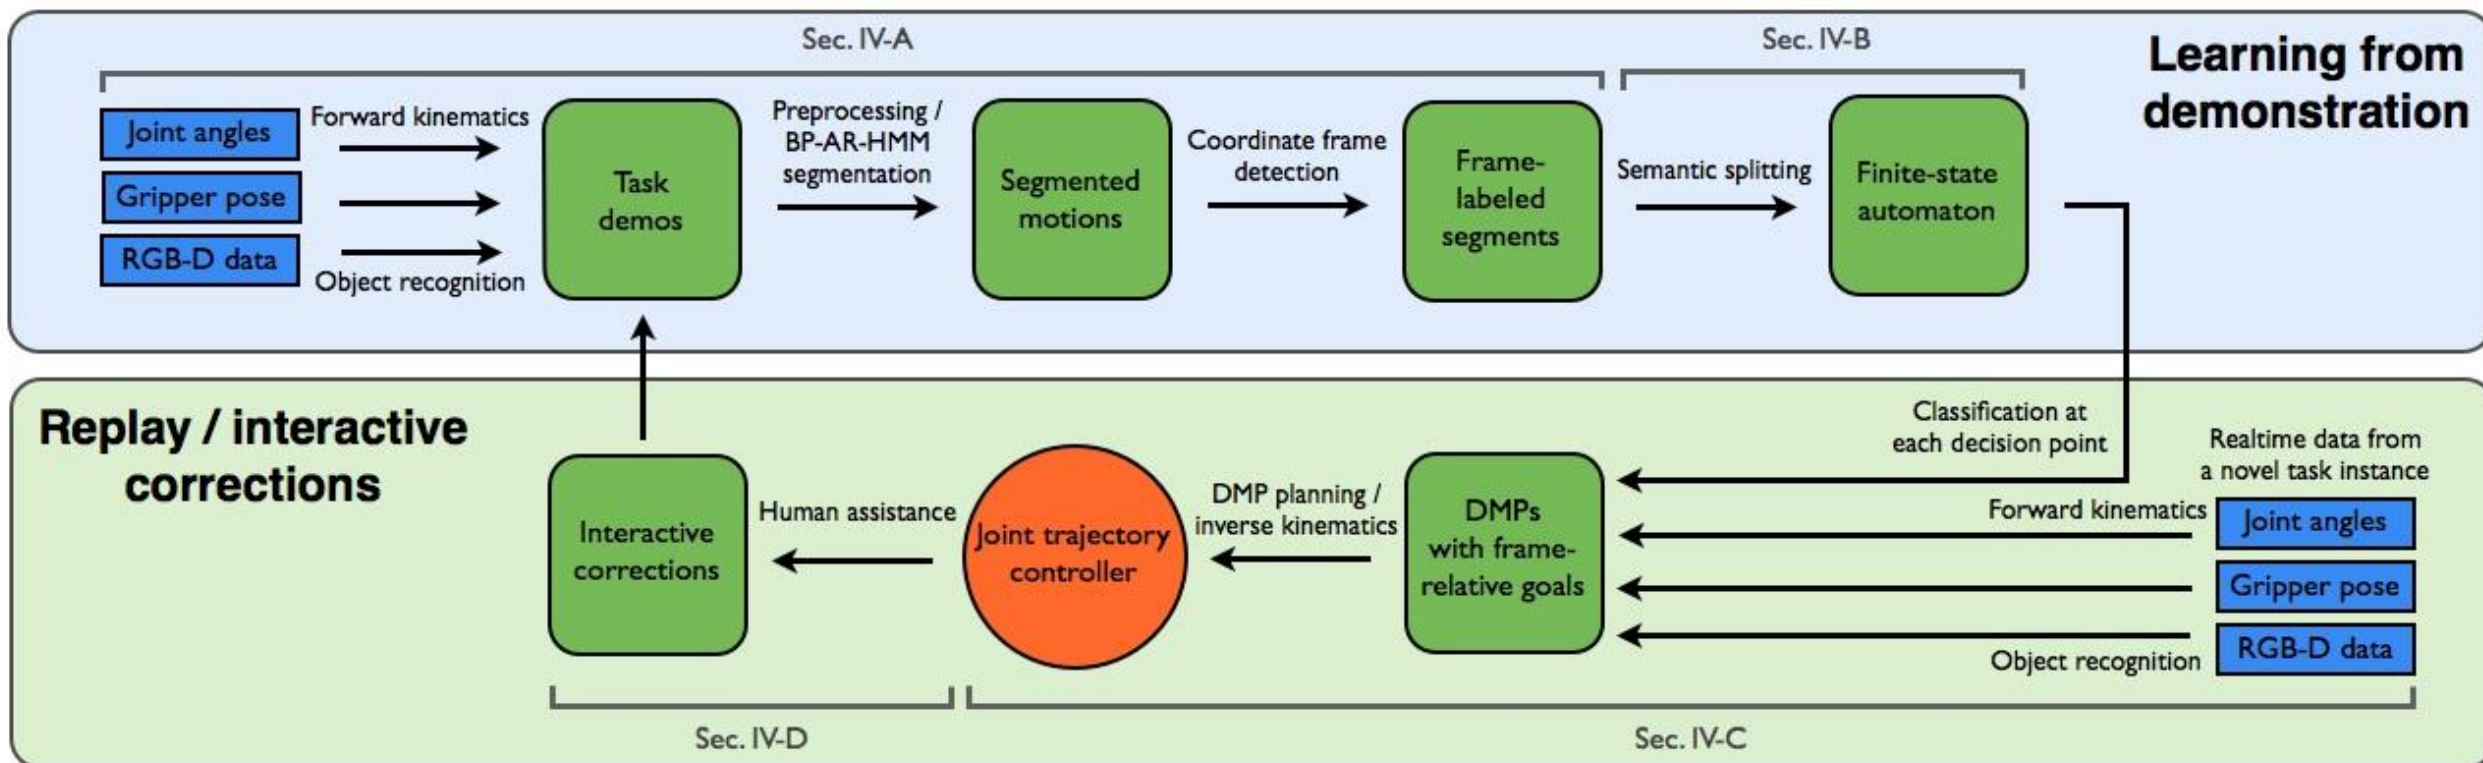 Sec. IV-A
Sec. IV-B
Learning from
demonstration
Joint angles
Gripper pose
RGB-D data
Forward kinematics
Object recognition
Task
demos
Preprocessing /
BP-AR-HMM
segmentation
Segmented
motions
Coordinate frame
detection
Frame-
labeled
segments
Semantic splitting
Finite-state
automaton
Replay / interactive
corrections
Interactive
corrections
Human assistance
Joint trajectory
controller
DMP planning /
inverse kinematics
DMPs
with frame-
relative goals
Classification at
each decision point
Realtime data from
a novel task instance
Forward kinematics
Joint angles
Gripper pose
RGB-D data
Object recognition
Sec. IV-D
Sec. IV-C